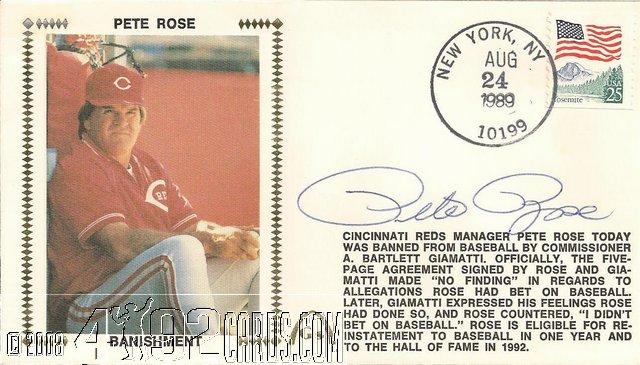 PETE ROSE
NEW YORK, NY
AUG
24
1989
10199
USA
25
Yosemite
C
RE
Pete Rose
CINCINNATI REDS MANAGER PETE ROSE TODAY
WAS BANNED FROM BASEBALL BY COMMISSIONER
A. BARTLETT GIAMATTI. OFFICIALLY, THE FIVE-
PAGE AGREEMENT SIGNED BY ROSE AND GIA-
MATTI MADE "NO FINDING" IN REGARDS TO
ALLEGATIONS ROSE HAD BET ON BASEBALL.
LATER, GIAMATTI EXPRESSED HIS FEELINGS ROSE
HAD DONE SO, AND ROSE COUNTERED, "I DIDN'T
BET ON BASEBALL." ROSE IS ELIGIBLE FOR RE-
INSTATEMENT TO BASEBALL IN ONE YEAR AND
TO THE HALL OF FAME IN 1992.
BANISHMENT
4192CARDS.COM